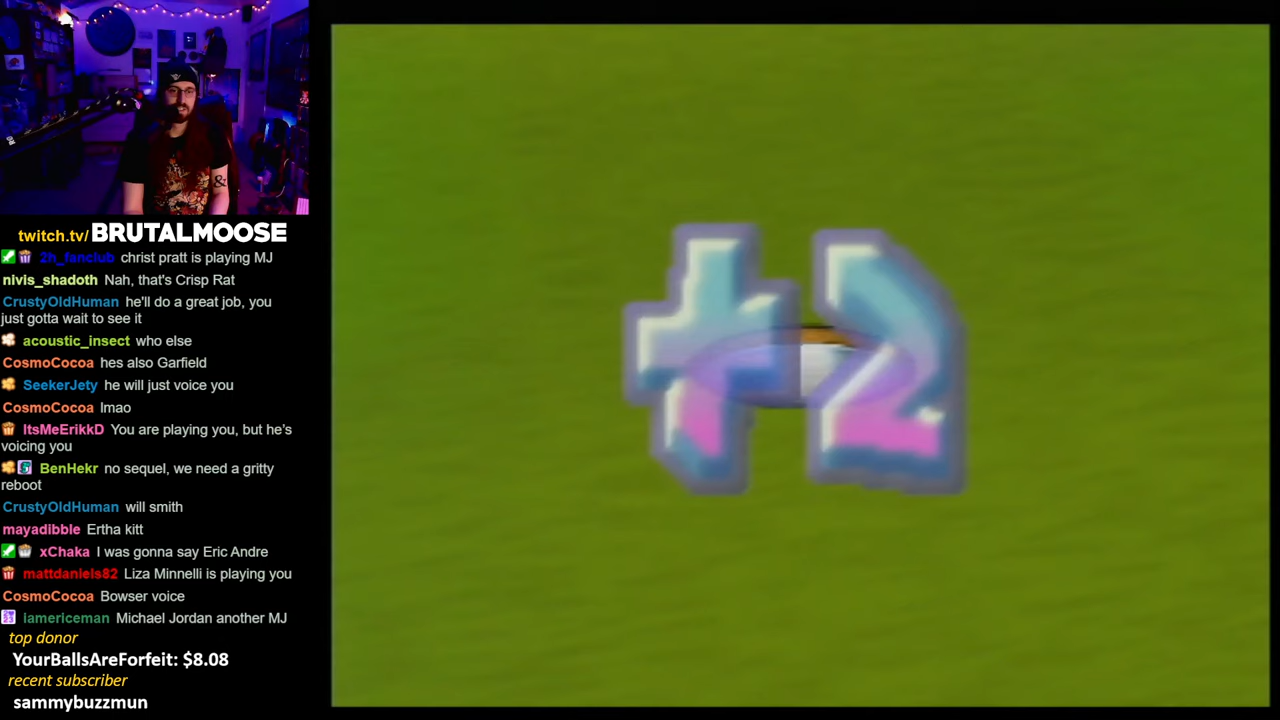 twitch.tv/BRUTALMOOSE
2h_fanclub christ pratt is playing MJ
nivis_shadoth Nah, that's Crisp Rat
CrustyOldHuman he'll do a great job, you
just gotta wait to see it
acoustic_insect who else
CosmoCocoa hes also Garfield
SeekerJety he will just voice you
CosmoCocoa lmao
ItsMeErikkD You are playing you, but he's
voicing you
BenHekr no sequel, we need a gritty
reboot
CrustyOldHuman will smith
mayadibble Ertha kitt
xChaka I was gonna say Eric Andre
mattdaniels82 Liza Minnelli is playing you
CosmoCocoa Bowser voice
lamericeman Michael Jordan another MJ
top donor
YourBallsAreForfeit: $8.08
recent subscriber
sammybuzzmun
&
+2